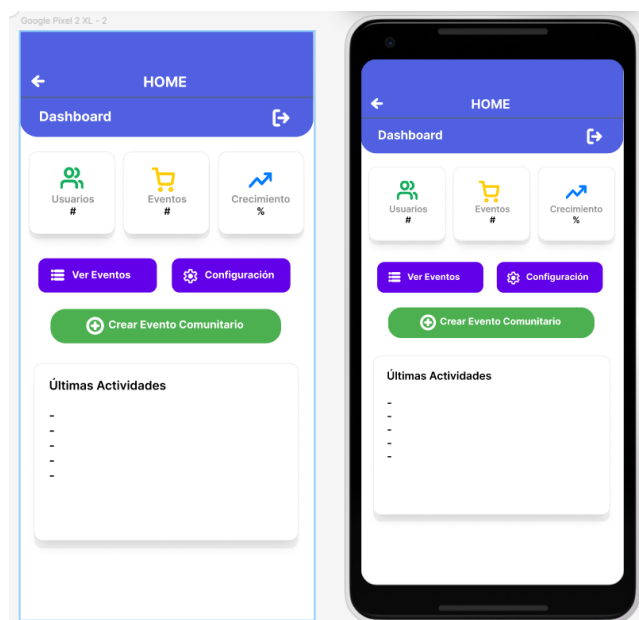 Google Pixel 2 XL - 2
HOME
Dashboard
Usuarios
#
Eventos
#
Crecimiento
%
Ver Eventos
Configuración
Crear Evento Comunitario
Últimas Actividades
-
-
-
-
-
HOME
Dashboard
Usuarios
#
Eventos
#
Crecimiento
%
Ver Eventos
Configuración
Crear Evento Comunitario
Últimas Actividades
-
-
-
-
-